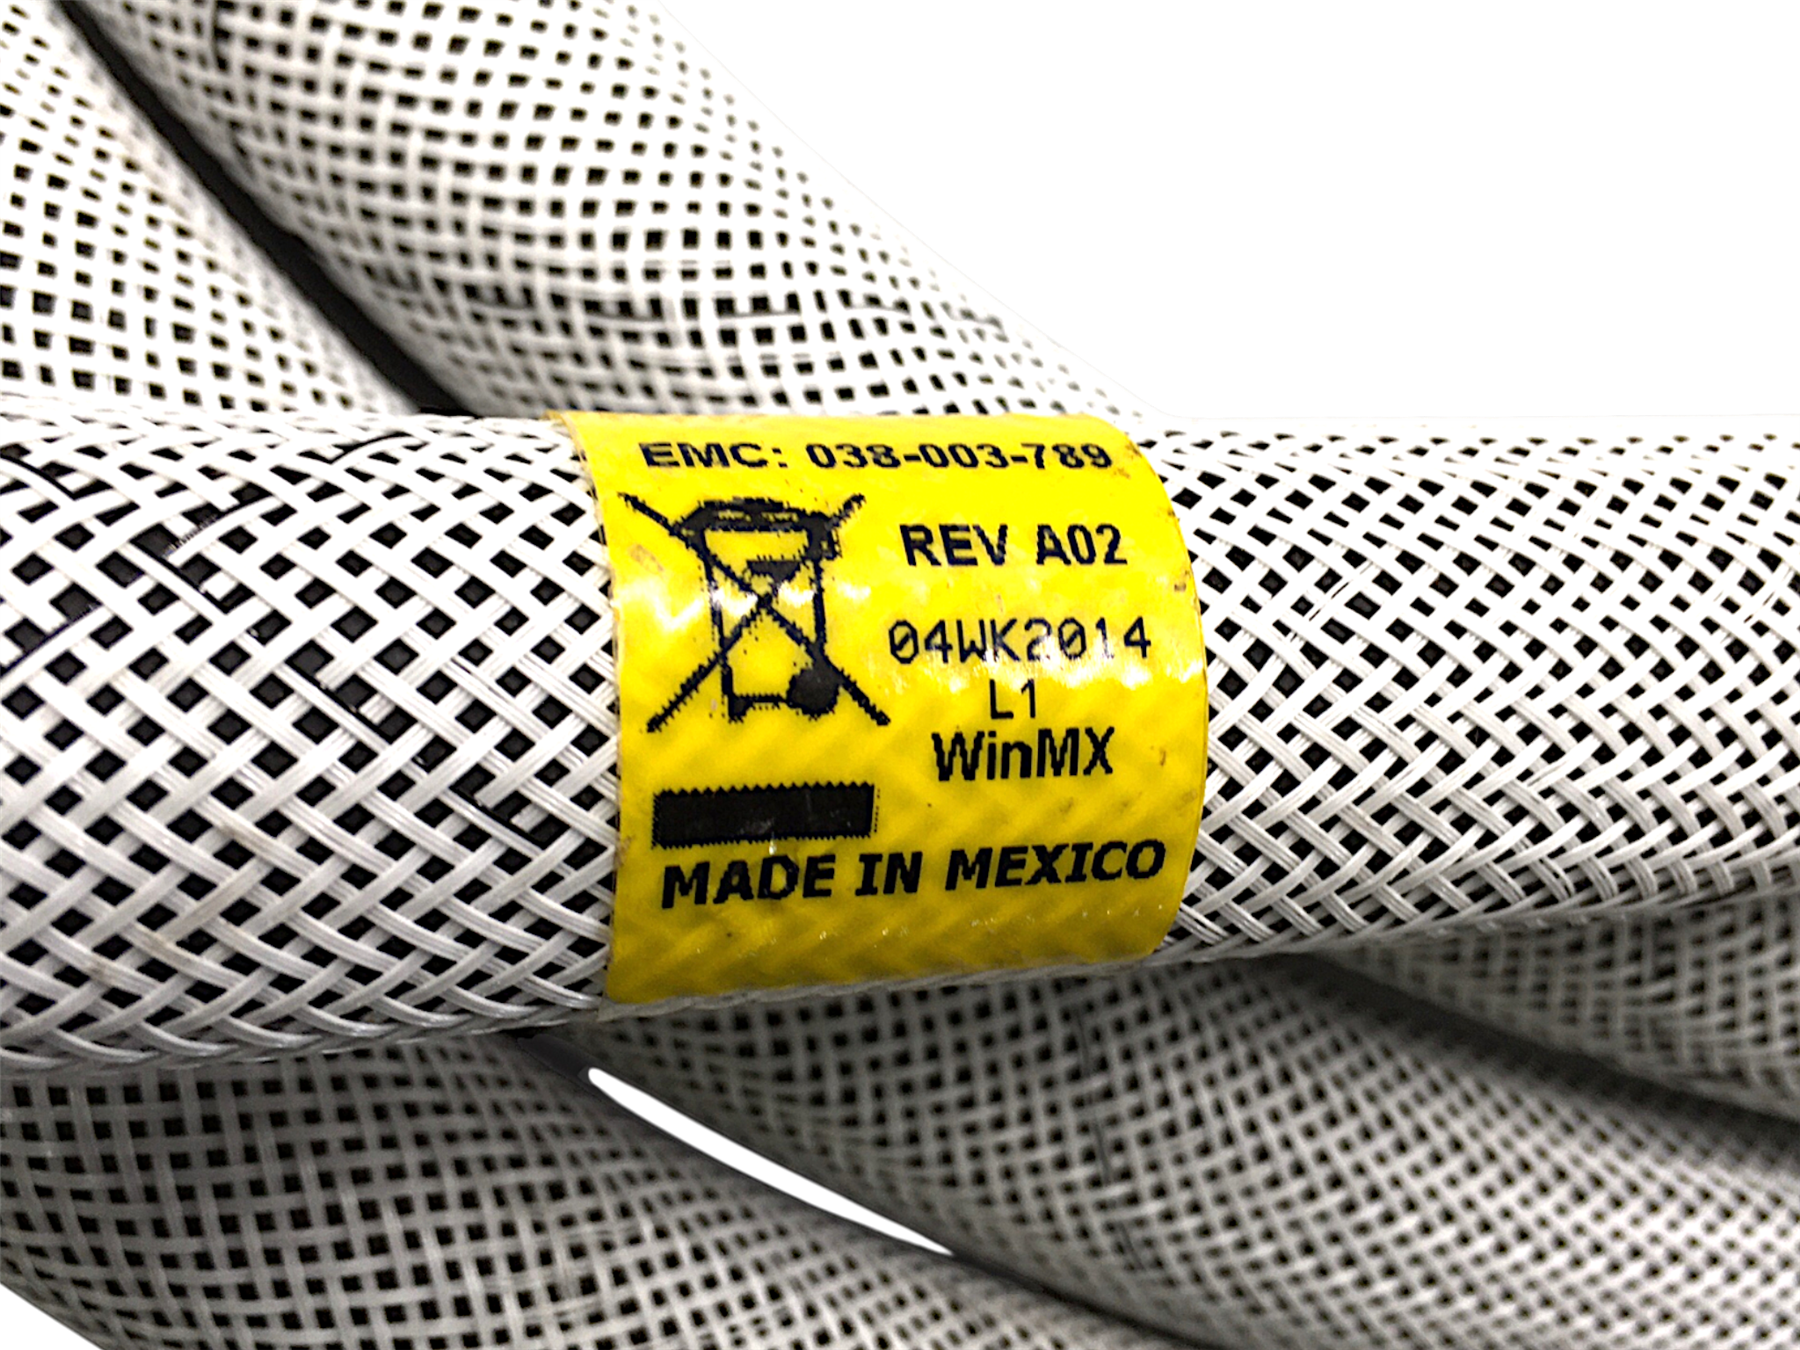 EMC: 038-003-789
REV A02
04WK2014
L1
WinMX
MADE IN MEXICO